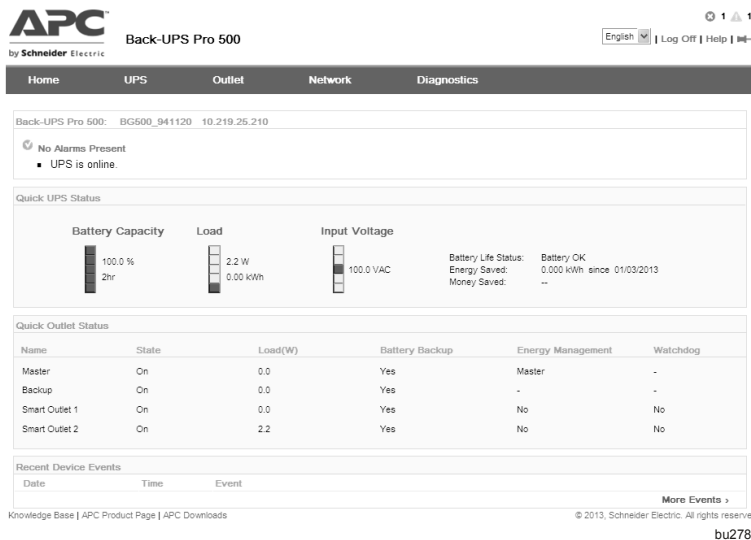 APC
by Schneider Electric
Back-UPS Pro 500
1 1
English | Log Off | Help |
Home UPS Outlet Network Diagnostics
Back-UPS Pro 500: BG500_941120 10.219.25.210
No Alarms Present
UPS is online.
Quick UPS Status
Battery Capacity Load Input Voltage
100.0 % 2.2 W
2hr 0.00 kWh
100.0 VAC
Battery Life Status: Battery OK
Energy Saved: 0.000 kWh since 01/03/2013
Money Saved: --
Quick Outlet Status
Name State Load(W) Battery Backup Energy Management Watchdog
Master On 0.0 Yes Master -
Backup On 0.0 Yes - -
Smart Outlet 1 On 0.0 Yes No No
Smart Outlet 2 On 2.2 Yes No No
Recent Device Events
Date Time Event
More Events ›
Knowledge Base | APC Product Page | APC Downloads © 2013, Schneider Electric. All rights reserve
bu278